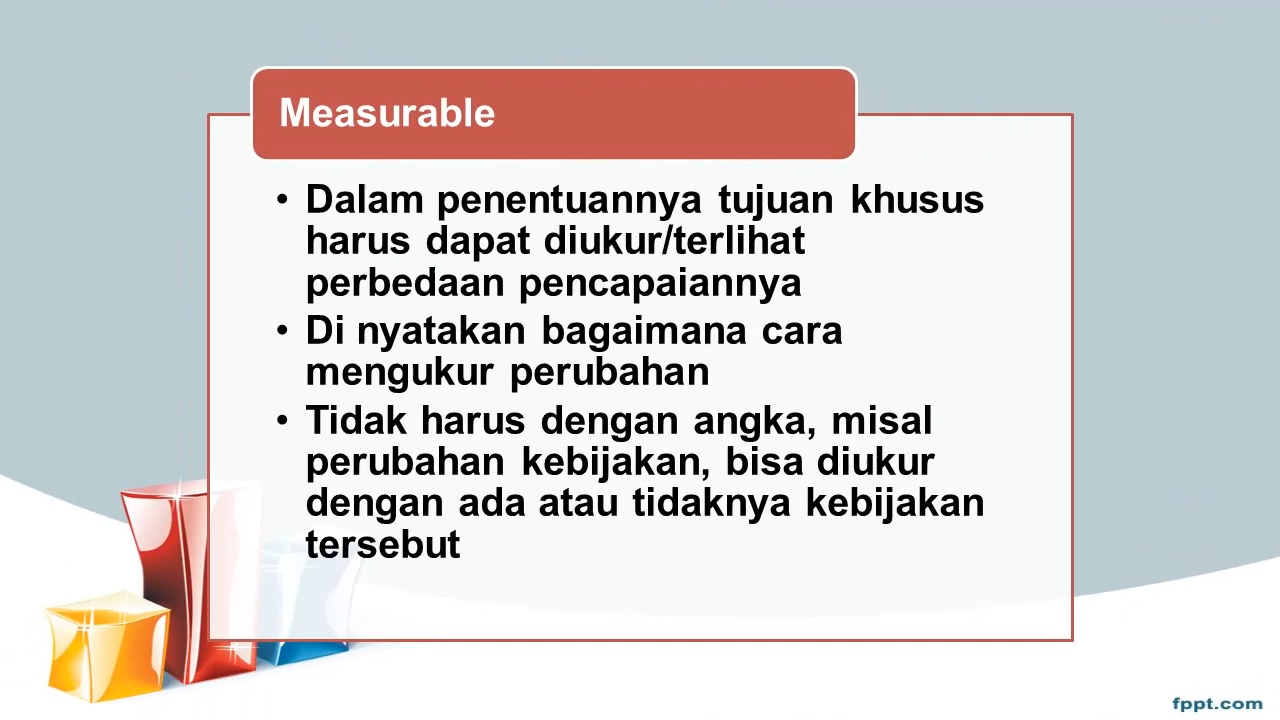 Measurable
• Dalam penentuannya tujuan khusus
harus dapat diukur/terlihat
perbedaan pencapaiannya
• Di nyatakan bagaimana cara
mengukur perubahan
• Tidak harus dengan angka, misal
perubahan kebijakan, bisa diukur
dengan ada atau tidaknya kebijakan
tersebut
fppt.com